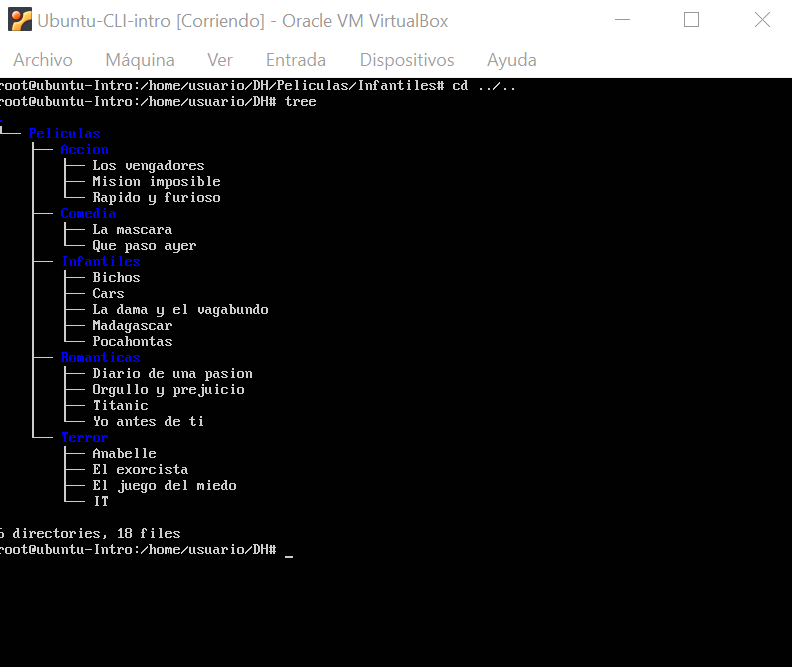 Ubuntu-CLI-intro [Corriendo] - Oracle VM VirtualBox
Archivo Máquina Ver Entrada Dispositivos Ayuda
root@ubuntu-Intro:/home/usuario/DH/Peliculas/Infantiles# cd ../..
root@ubuntu-Intro:/home/usuario/DH# tree
.
└── Peliculas
    ├── Accion
    │   ├── Los vengadores
    │   ├── Mision imposible
    │   └── Rapido y furioso
    ├── Comedia
    │   ├── La mascara
    │   └── Que paso ayer
    ├── Infantiles
    │   ├── Bichos
    │   ├── Cars
    │   ├── La dama y el vagabundo
    │   ├── Madagascar
    │   └── Pocahontas
    ├── Romanticas
    │   ├── Diario de una pasion
    │   ├── Orgullo y prejuicio
    │   ├── Titanic
    │   └── Yo antes de ti
    └── Terror
        ├── Anabelle
        ├── El exorcista
        ├── El juego del miedo
        └── IT
6 directories, 18 files
root@ubuntu-Intro:/home/usuario/DH# _